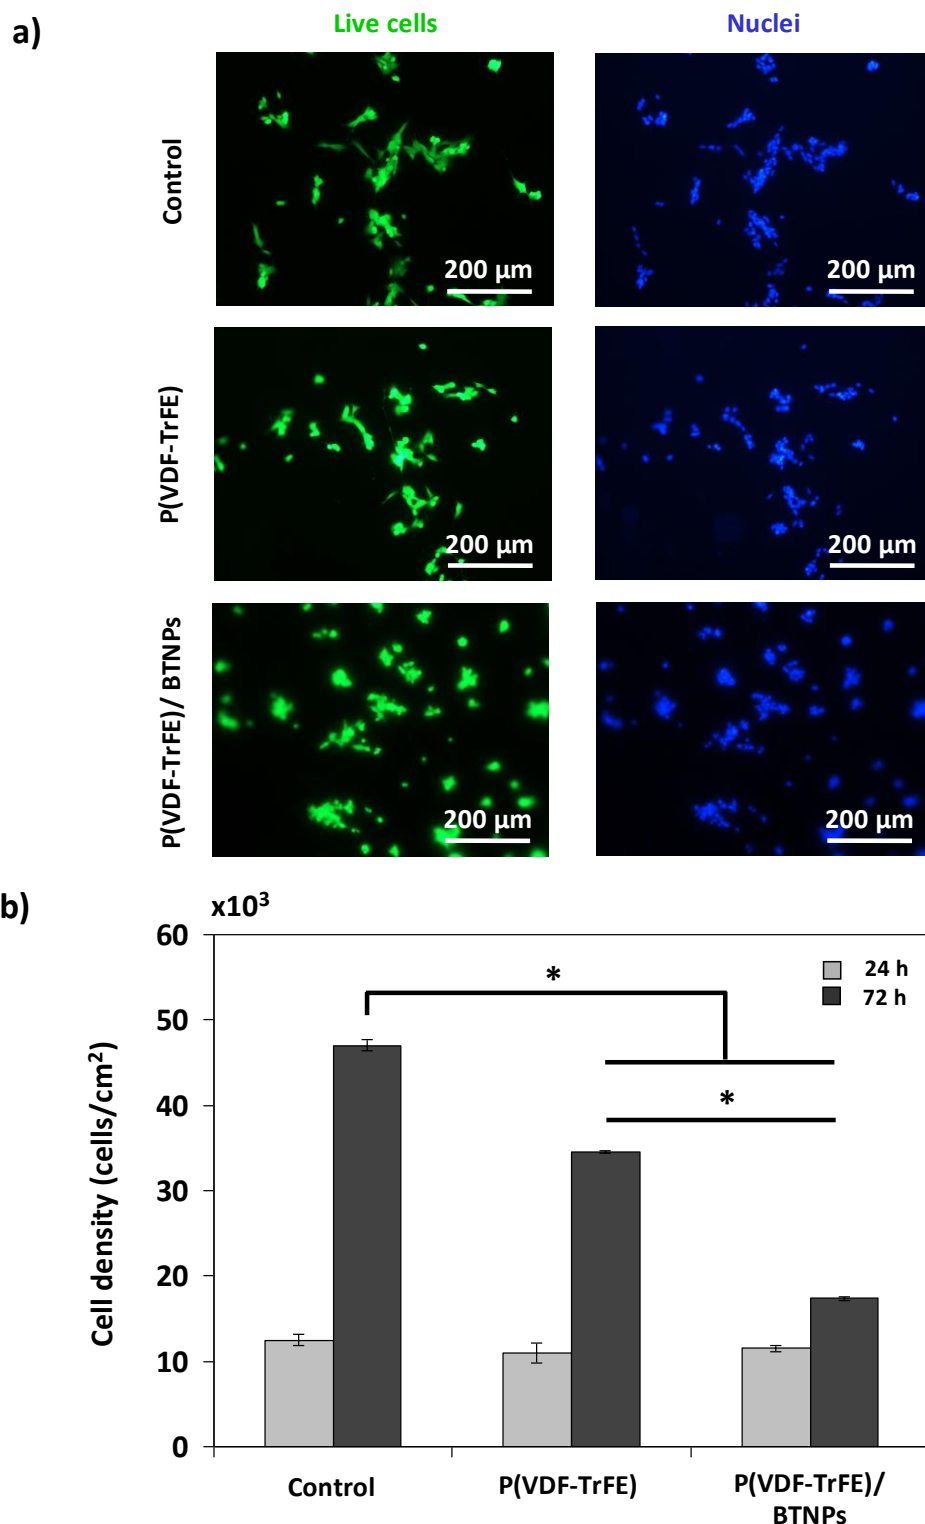 a)
Live cells
Nuclei
Control
200 µm
200 µm
P(VDF-TrFE)
200 µm
200 µm
P(VDF-TrFE)/ BTNPs
200 µm
200 µm
b)
x10³
60
50
40
30
20
10
0
Cell density (cells/cm²)
*
*
24 h
72 h
Control
P(VDF-TrFE)
P(VDF-TrFE)/
BTNPs